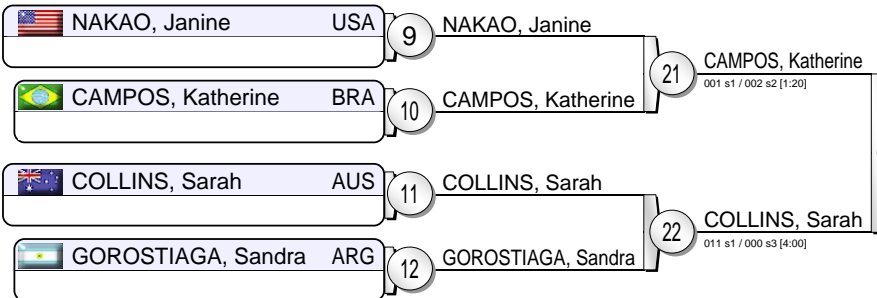 NAKAO, Janine USA
9
NAKAO, Janine
CAMPOS, Katherine BRA
10
CAMPOS, Katherine
21
CAMPOS, Katherine
001 s1 / 002 s2 [1:20]
COLLINS, Sarah AUS
11
COLLINS, Sarah
GOROSTIAGA, Sandra ARG
12
GOROSTIAGA, Sandra
22
COLLINS, Sarah
011 s1 / 000 s3 [4:00]